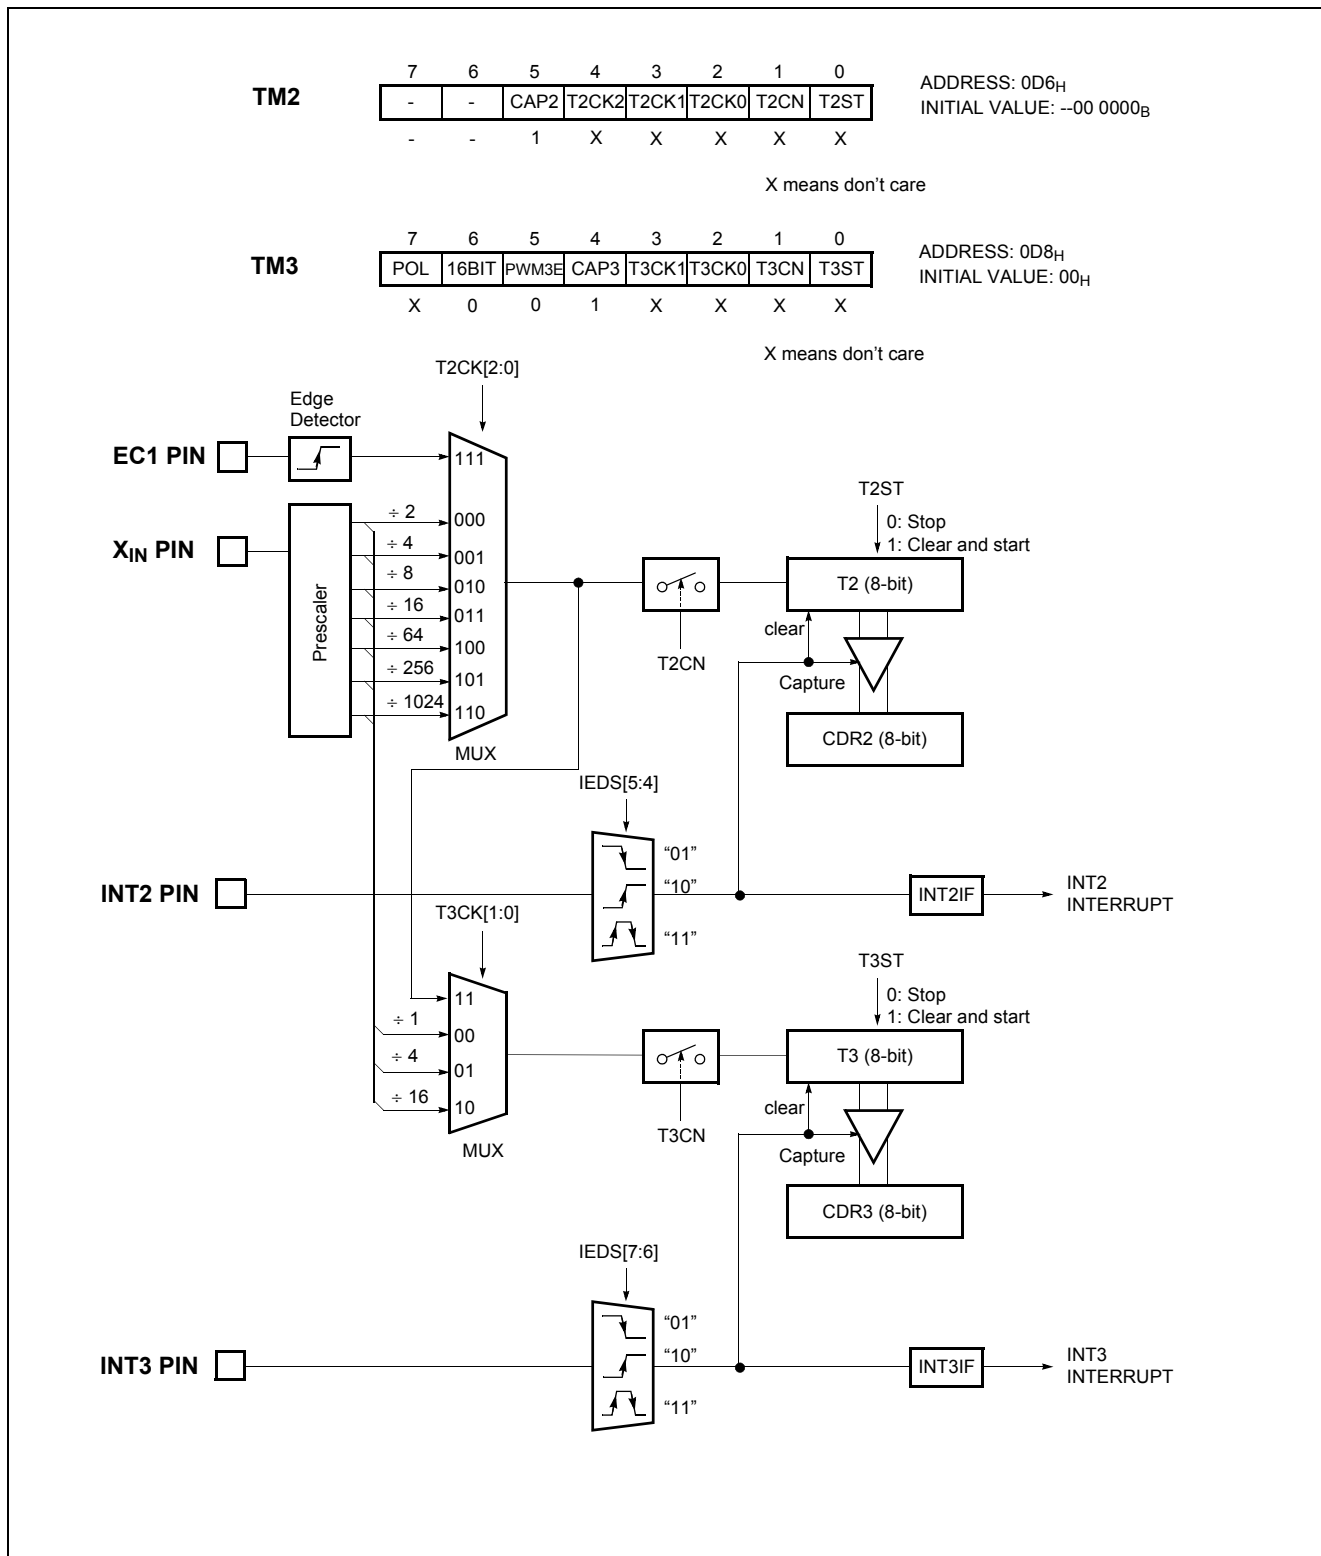 7 6 5 4 3 2 1 0
TM2
- - CAP2 T2CK2 T2CK1 T2CK0 T2CN T2ST
- - 1 X X X X X
ADDRESS: 0D6H
INITIAL VALUE: --00 0000B
X means don’t care
7 6 5 4 3 2 1 0
TM3
POL 16BIT PWM3E CAP3 T3CK1 T3CK0 T3CN T3ST
X 0 0 1 X X X X
ADDRESS: 0D8H
INITIAL VALUE: 00H
X means don’t care
T2CK[2:0]
Edge
Detector
EC1 PIN
111
XIN PIN
Prescaler
÷ 2
000
÷ 4
001
÷ 8
010
÷ 16
011
÷ 64
100
÷ 256
101
÷ 1024
110
MUX
T2CN
T2ST
0: Stop
1: Clear and start
T2 (8-bit)
clear
Capture
CDR2 (8-bit)
IEDS[5:4]
“01”
“10”
“11”
INT2 PIN
INT2IF
INT2
INTERRUPT
T3CK[1:0]
11
÷ 1
00
÷ 4
01
÷ 16
10
MUX
T3CN
T3ST
0: Stop
1: Clear and start
T3 (8-bit)
clear
Capture
CDR3 (8-bit)
IEDS[7:6]
“01”
“10”
“11”
INT3 PIN
INT3IF
INT3
INTERRUPT